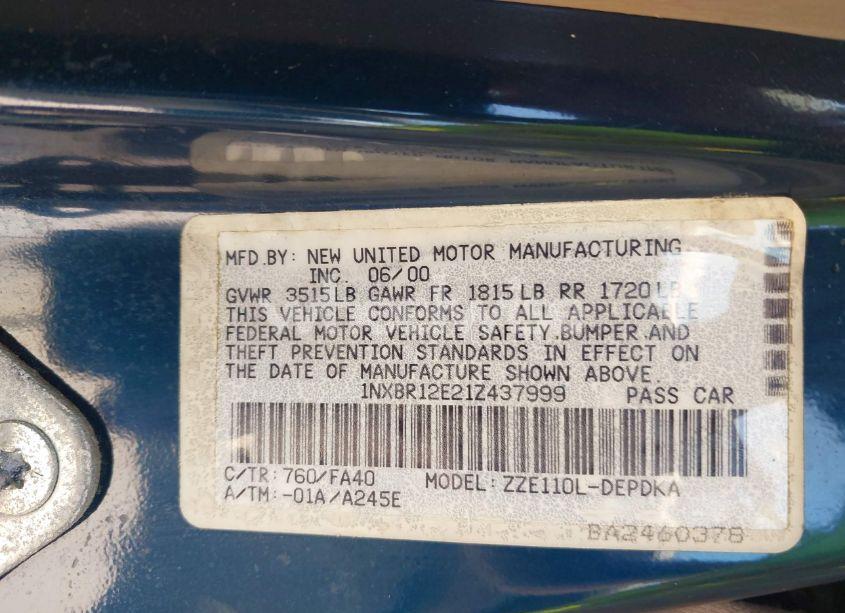 MFD.BY: NEW UNITED MOTOR MANUFACTURING,
INC. 06/00
GVWR 3515LB GAWR FR 1815LB RR 1720LB
THIS VEHICLE CONFORMS TO ALL APPLICABLE
FEDERAL MOTOR VEHICLE SAFETY,BUMPER,AND
THEFT PREVENTION STANDARDS IN EFFECT ON
THE DATE OF MANUFACTURE SHOWN ABOVE.
1NXBR12E21Z437999 PASS CAR
C/TR:760/FA40 MODEL:ZZE110L-DEPDKA
A/TM:-01A/A245E
BA2460378